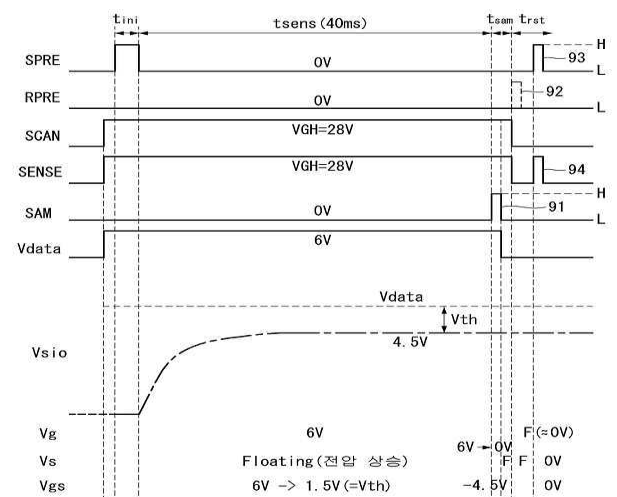 tini tsens(40ms) tsam trst
SPRE 0V H L 93
RPRE 0V L 92
SCAN VGH=28V
SENSE VGH=28V 94
SAM 0V H L 91
Vdata 6V
Vdata
Vth
Vsio 4.5V
Vg 6V F(≈0V)
6V→0V
Vs Floating(전압 상승) F F 0V
Vgs 6V -> 1.5V(=Vth) -4.5V 0V